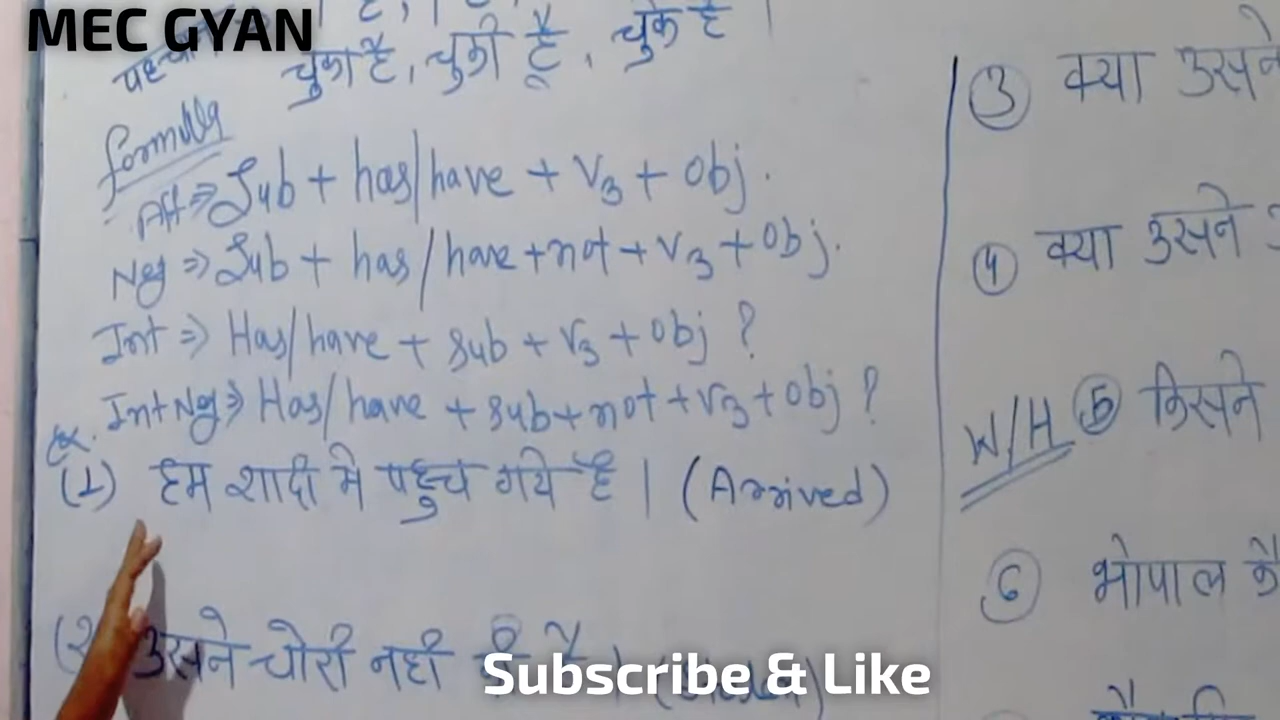 MEC GYAN
चुका है, चुकी है, चुके है |
formula
Aff ⇒ Sub + has/have + V3 + Obj.
Neg ⇒ Sub + has/have + not + V3 + Obj.
Int ⇒ Has/have + Sub + V3 + Obj ?
Int Neg ⇒ Has/have + Sub + not + V3 + Obj ?
Ex.
(1) हम शादी मे पहुच गये है | (Arrived)
(2) उसने चोरी नही की है |
Subscribe & Like
③ क्या उसने
④ क्या उसने
W/H ⑤ किसने
⑥ भोपाल